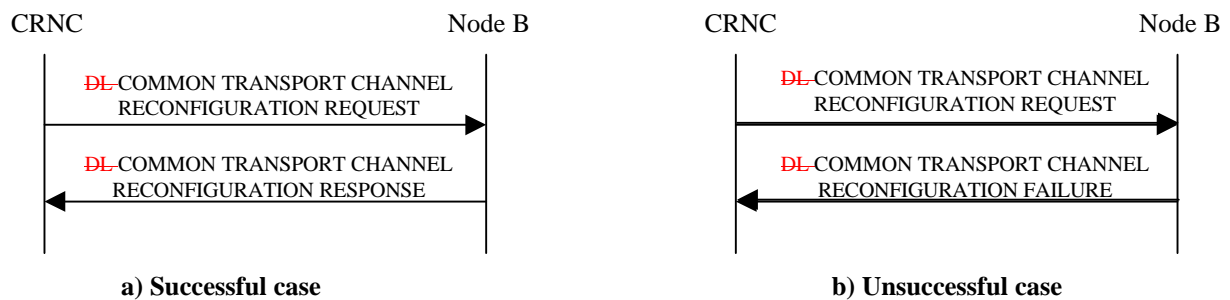 CRNC Node B
DL COMMON TRANSPORT CHANNEL
RECONFIGURATION REQUEST
DL COMMON TRANSPORT CHANNEL
RECONFIGURATION RESPONSE
a) Successful case
CRNC Node B
DL COMMON TRANSPORT CHANNEL
RECONFIGURATION REQUEST
DL COMMON TRANSPORT CHANNEL
RECONFIGURATION FAILURE
b) Unsuccessful case